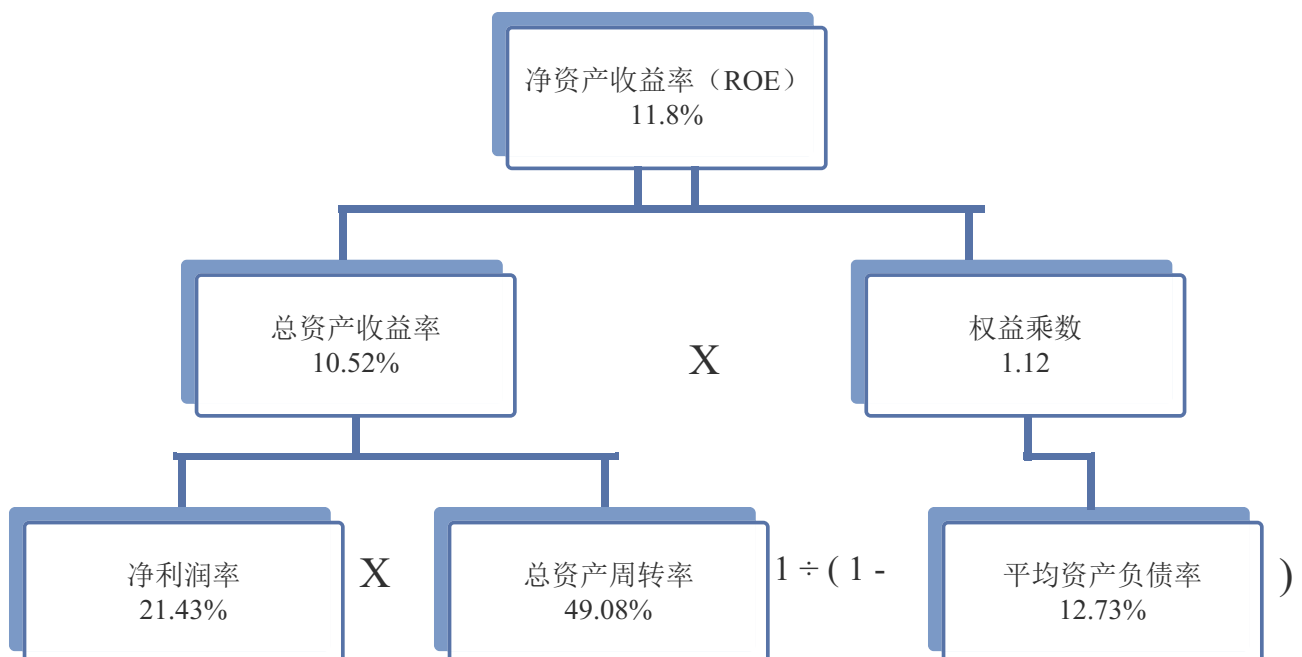 净资产收益率（ROE）
11.8%
总资产收益率
10.52%
X
权益乘数
1.12
净利润率
21.43%
X
总资产周转率
49.08%
1 ÷ ( 1 -
平均资产负债率
12.73%
)